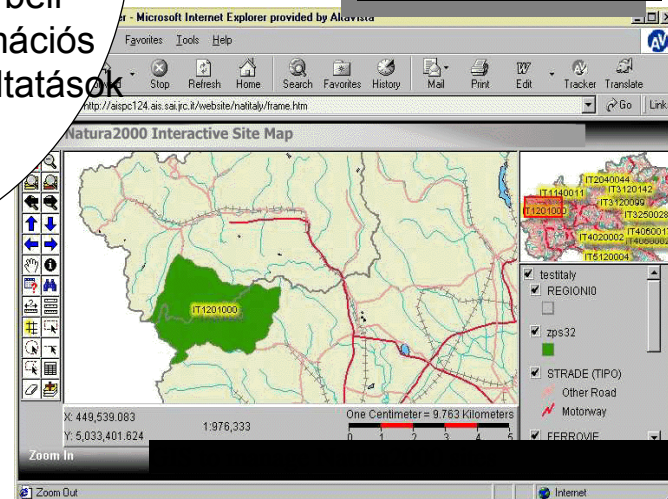 nációs
ltatások
er - Microsoft Internet Explorer provided by AltaVista
Favorites Tools Help
Stop Refresh Home Search Favorites History Mail Print Edit Tracker Translate
http://aispc124.ais.sai.jrc.it/website/natitaly/frame.htm
Go Link
Natura2000 Interactive Site Map
IT2040044
IT1140011
IT3120142
IT3120099
IT1201000
IT3250028
IT4020002
IT5120004
IT1201000
testitaly
REGIONI0
zps32
STRADE (TIPO)
Other Road
Motorway
FERROVIE
X: 449,539.083
Y: 5,033,401.624
1:976,333
One Centimeter = 9.763 Kilometers
0 1 2 3 4 5
Zoom In
Zoom Out
Internet